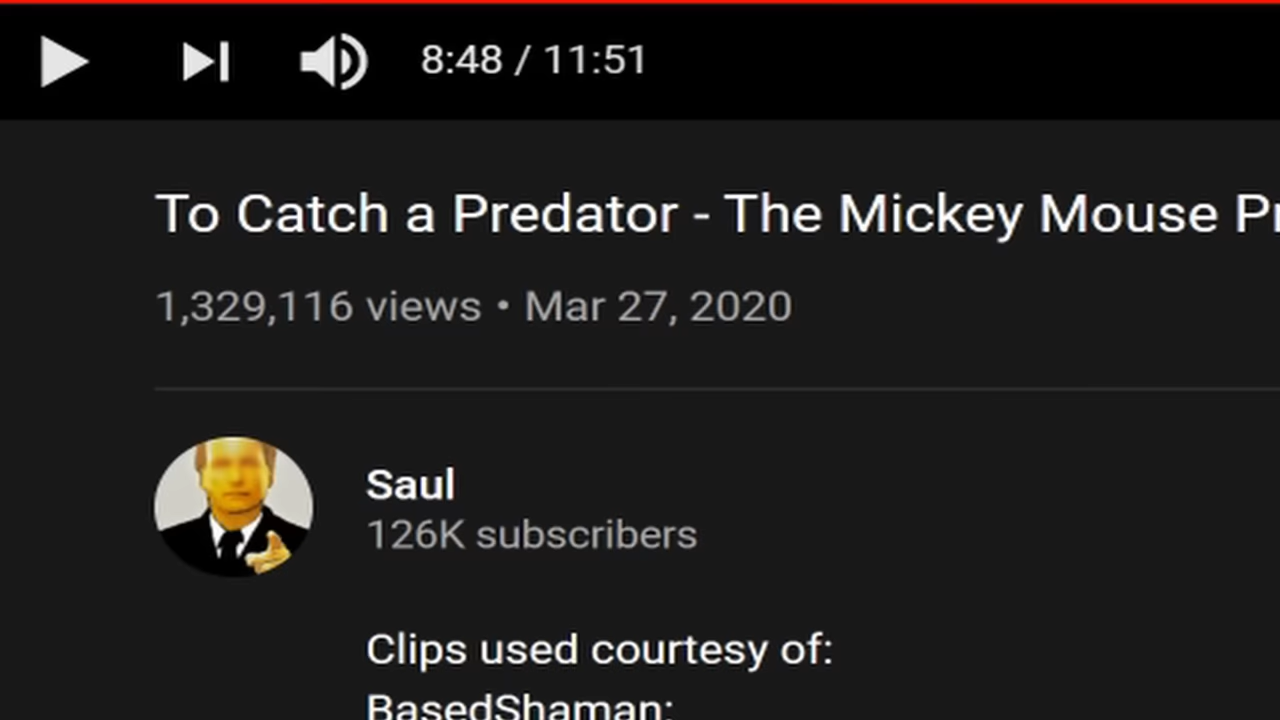 8:48 / 11:51
To Catch a Predator - The Mickey Mouse
1,329,116 views • Mar 27, 2020
Saul
126K subscribers
Clips used courtesy of:
BasedShaman: